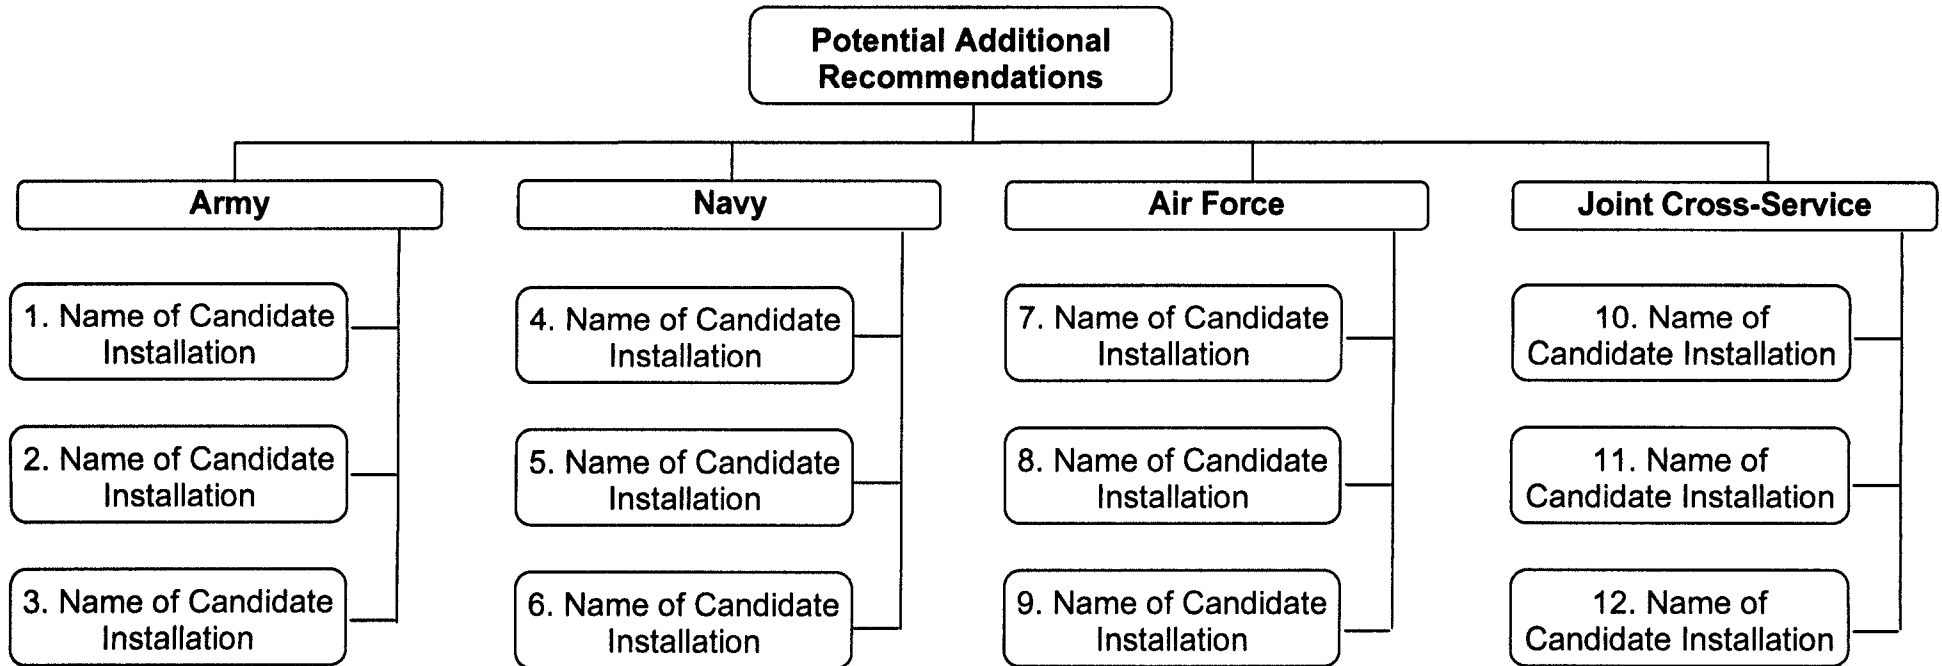 Potential Additional
Recommendations
Army
Navy
Air Force
Joint Cross-Service
1. Name of Candidate
Installation
2. Name of Candidate
Installation
3. Name of Candidate
Installation
4. Name of Candidate
Installation
5. Name of Candidate
Installation
6. Name of Candidate
Installation
7. Name of Candidate
Installation
8. Name of Candidate
Installation
9. Name of Candidate
Installation
10. Name of
Candidate Installation
11. Name of
Candidate Installation
12. Name of
Candidate Installation